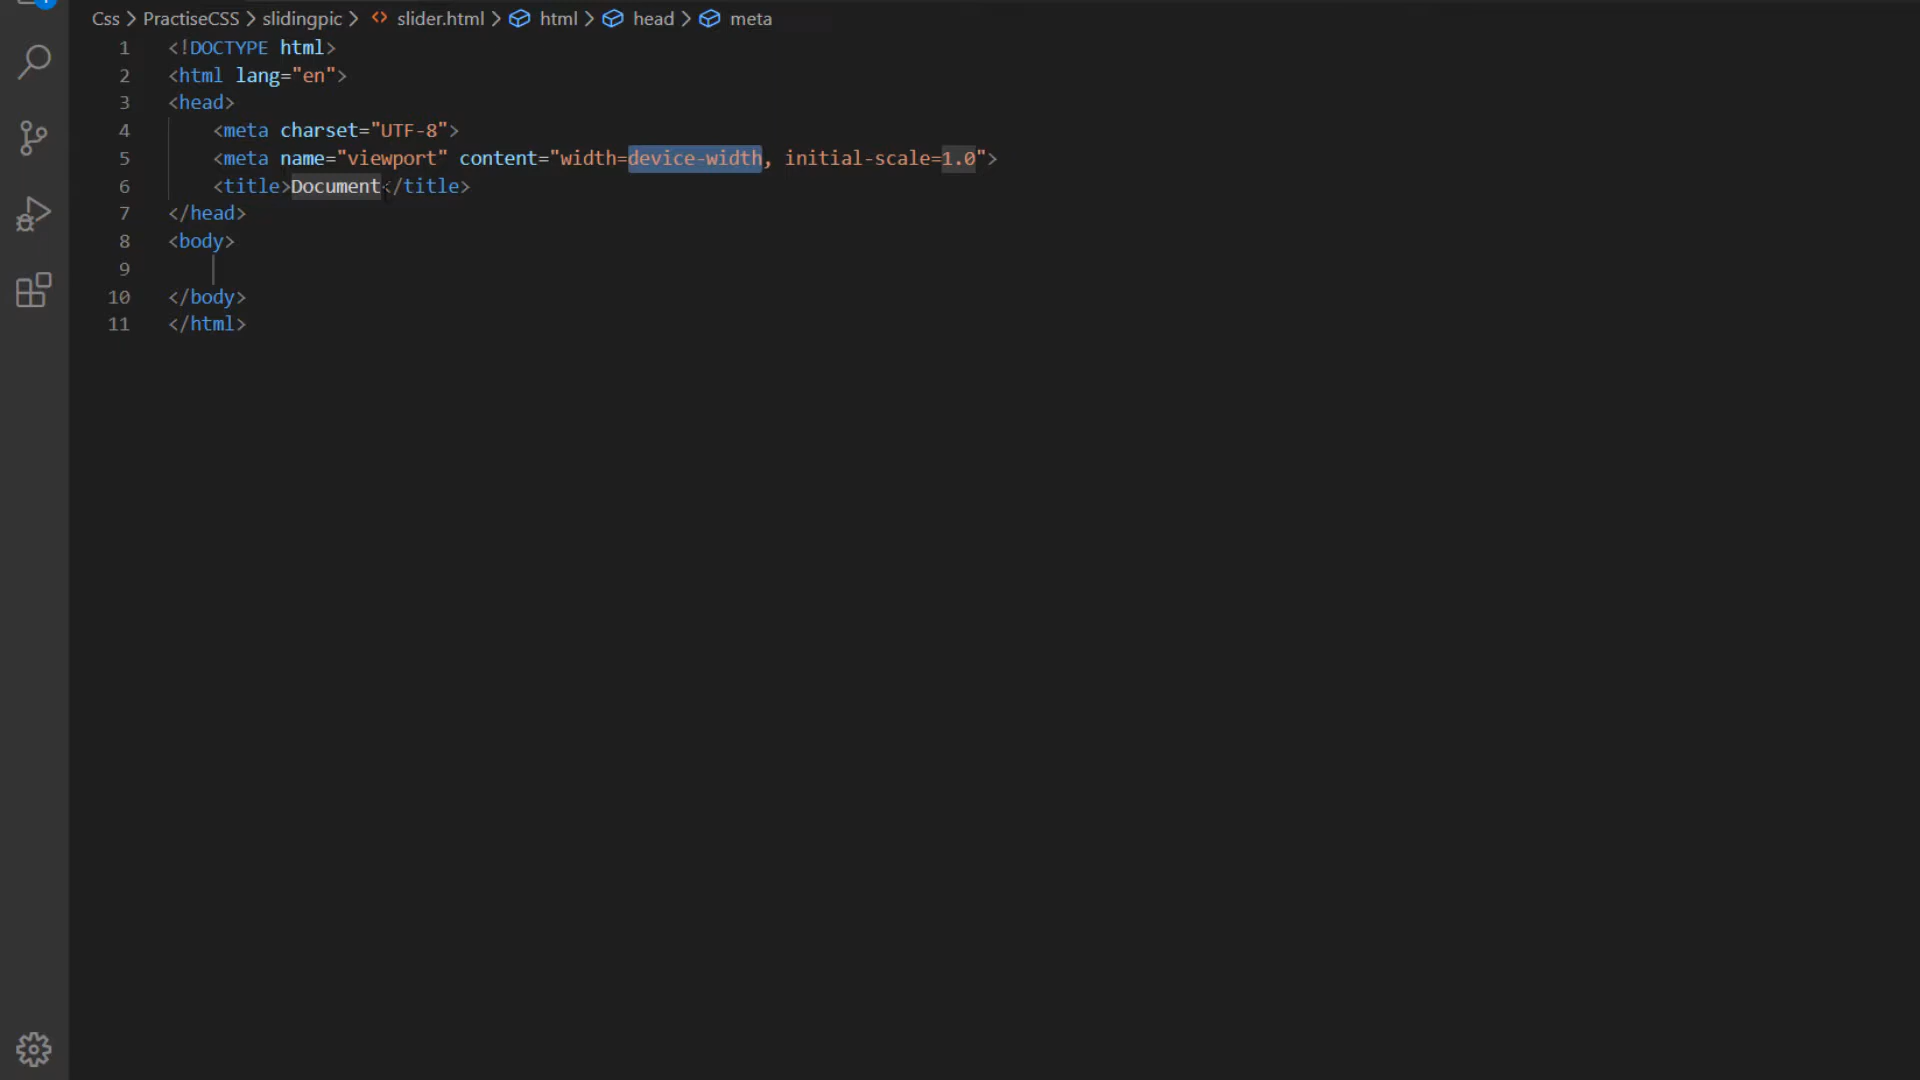 Css > PractiseCSS > slidingpic > <> slider.html > html > head > meta
1 <!DOCTYPE html>
2 <html lang="en">
3 <head>
4 <meta charset="UTF-8">
5 <meta name="viewport" content="width=device-width, initial-scale=1.0">
6 <title>Document</title>
7 </head>
8 <body>
9
10 </body>
11 </html>